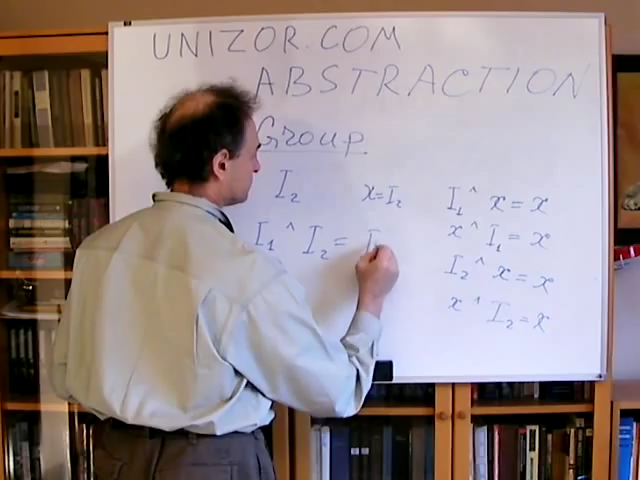 UNIZOR.COM
ABSTRACTION
Group
I₂ x=I₂ I₁ ^ x = x
x ^ I₁ = x
I₁ ^ I₂ = I
I₂ ^ x = x
x ^ I₂ = x